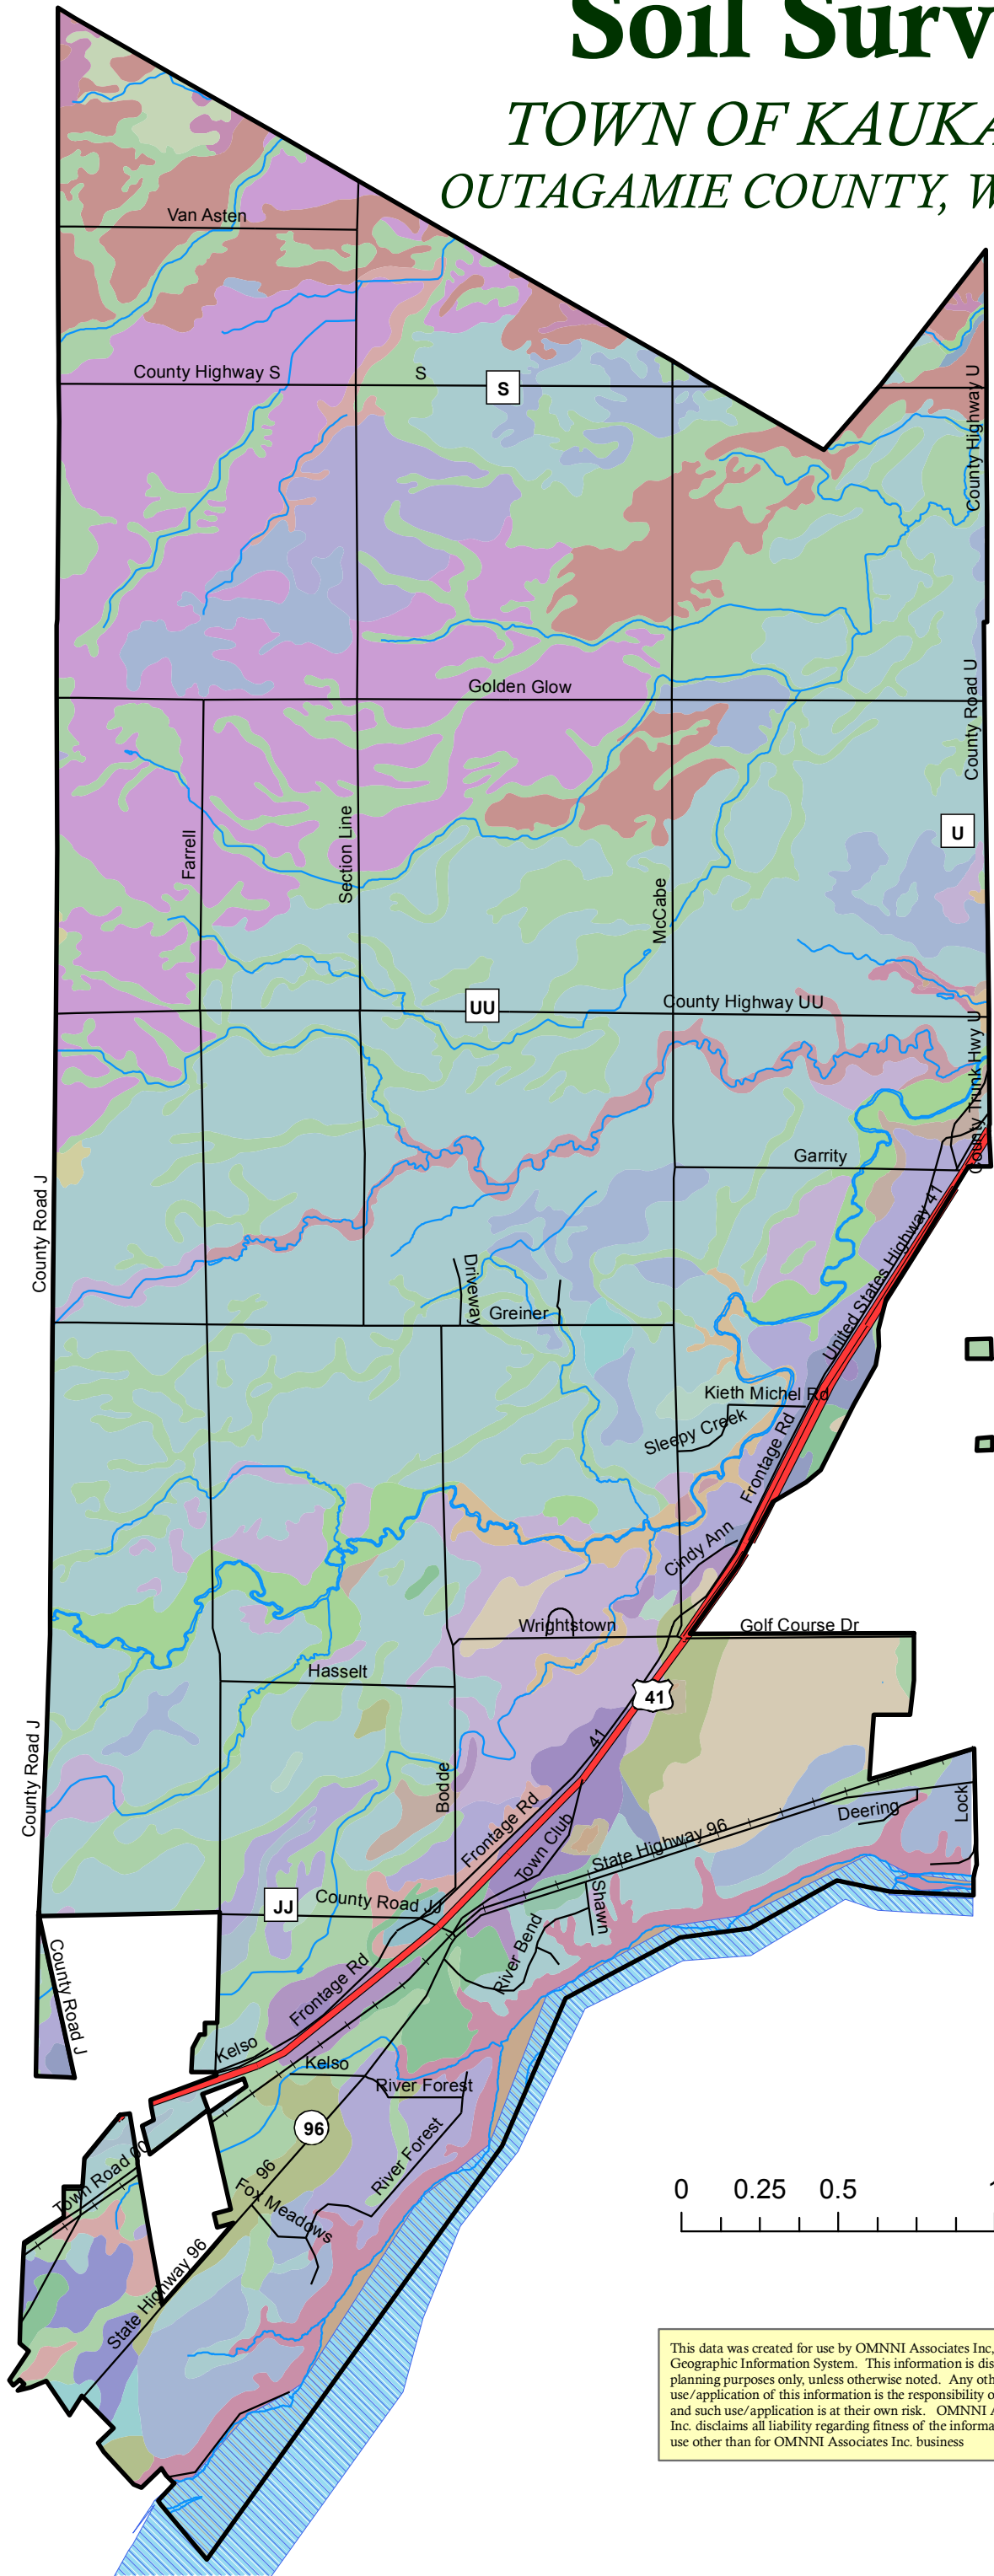 Soil Surv
TOWN OF KAUKA
OUTAGAMIE COUNTY, W
Van Asten
County Highway S
S
S
County Highway U
Golden Glow
County Road U
U
Farrell
Section Line
McCabe
UU
County Highway UU
County Trunk Hwy U
Garrity
County Road J
United States Highway 41
Driveway
Greiner
Kieth Michel Rd
Sleepy Creek
Frontage Rd
Cindy Ann
Wrightstown
Golf Course Dr
Hasselt
41
41
County Road J
Bodde
Frontage Rd
Town Club
State Highway 96
Deering
Lock
JJ
County Road JJ
Shawn
River Bend
County Road J
Frontage Rd
Kelso
Kelso
River Forest
96
River Forest
96
Fox Meadows
Town Road 00
State Highway 96
0 0.25 0.5 1
This data was created for use by OMNNI Associates Inc,
Geographic Information System. This information is dis
planning purposes only, unless otherwise noted. Any oth
use/application of this information is the responsibility o
and such use/application is at their own risk. OMNNI A
Inc. disclaims all liability regarding fitness of the informa
use other than for OMNNI Associates Inc. business